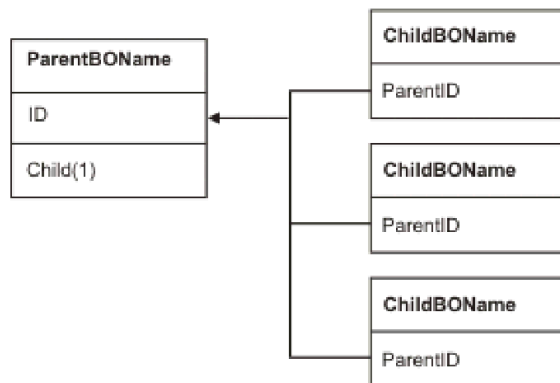 ParentBOName
ID
Child(1)
ChildBOName
ParentID
ChildBOName
ParentID
ChildBOName
ParentID